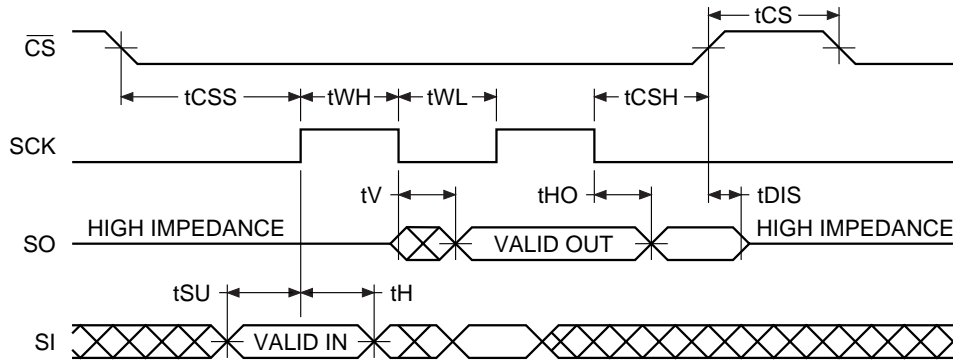 tCS
CS
tCSS tWH tWL tCSH
SCK
tV tHO tDIS
HIGH IMPEDANCE HIGH IMPEDANCE
SO VALID OUT
tSU tH
SI VALID IN